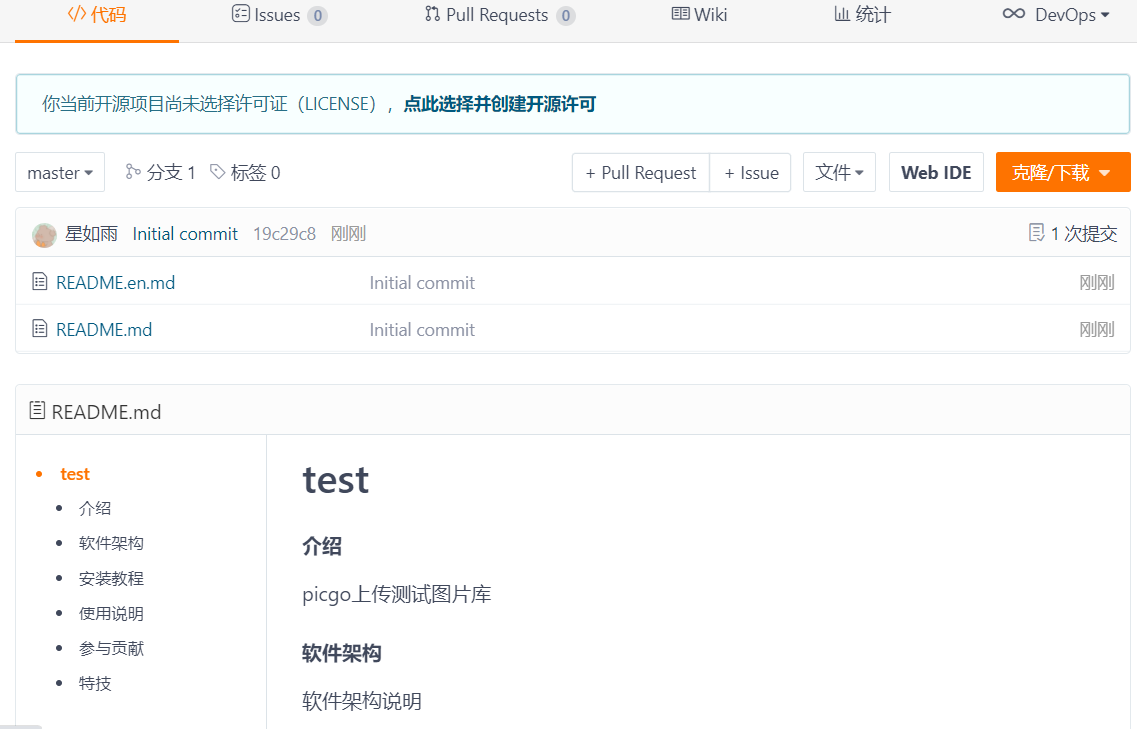 代码 Issues 0 Pull Requests 0 Wiki 统计 DevOps
你当前开源项目尚未选择许可证（LICENSE），点此选择并创建开源许可
master 分支 1 标签 0 + Pull Request + Issue 文件 Web IDE 克隆/下载
星如雨 Initial commit 19c29c8 刚刚 1 次提交
README.en.md Initial commit 刚刚
README.md Initial commit 刚刚
README.md
test
介绍
软件架构
安装教程
使用说明
参与贡献
特技
test
介绍
picgo上传测试图片库
软件架构
软件架构说明